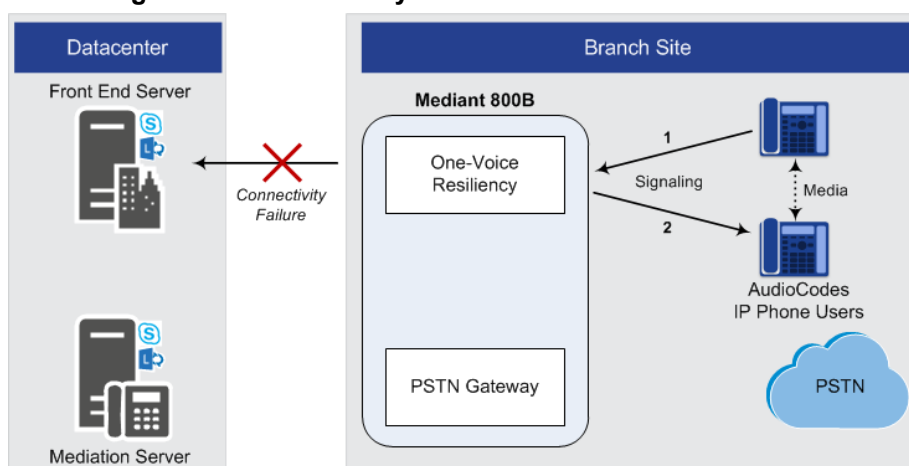 Datacenter
Branch Site
Front End Server
Mediant 800B
S
L
One-Voice
Resiliency
1
Signaling
2
Media
Connectivity
Failure
AudioCodes
IP Phone Users
S
L
PSTN Gateway
PSTN
Mediation Server